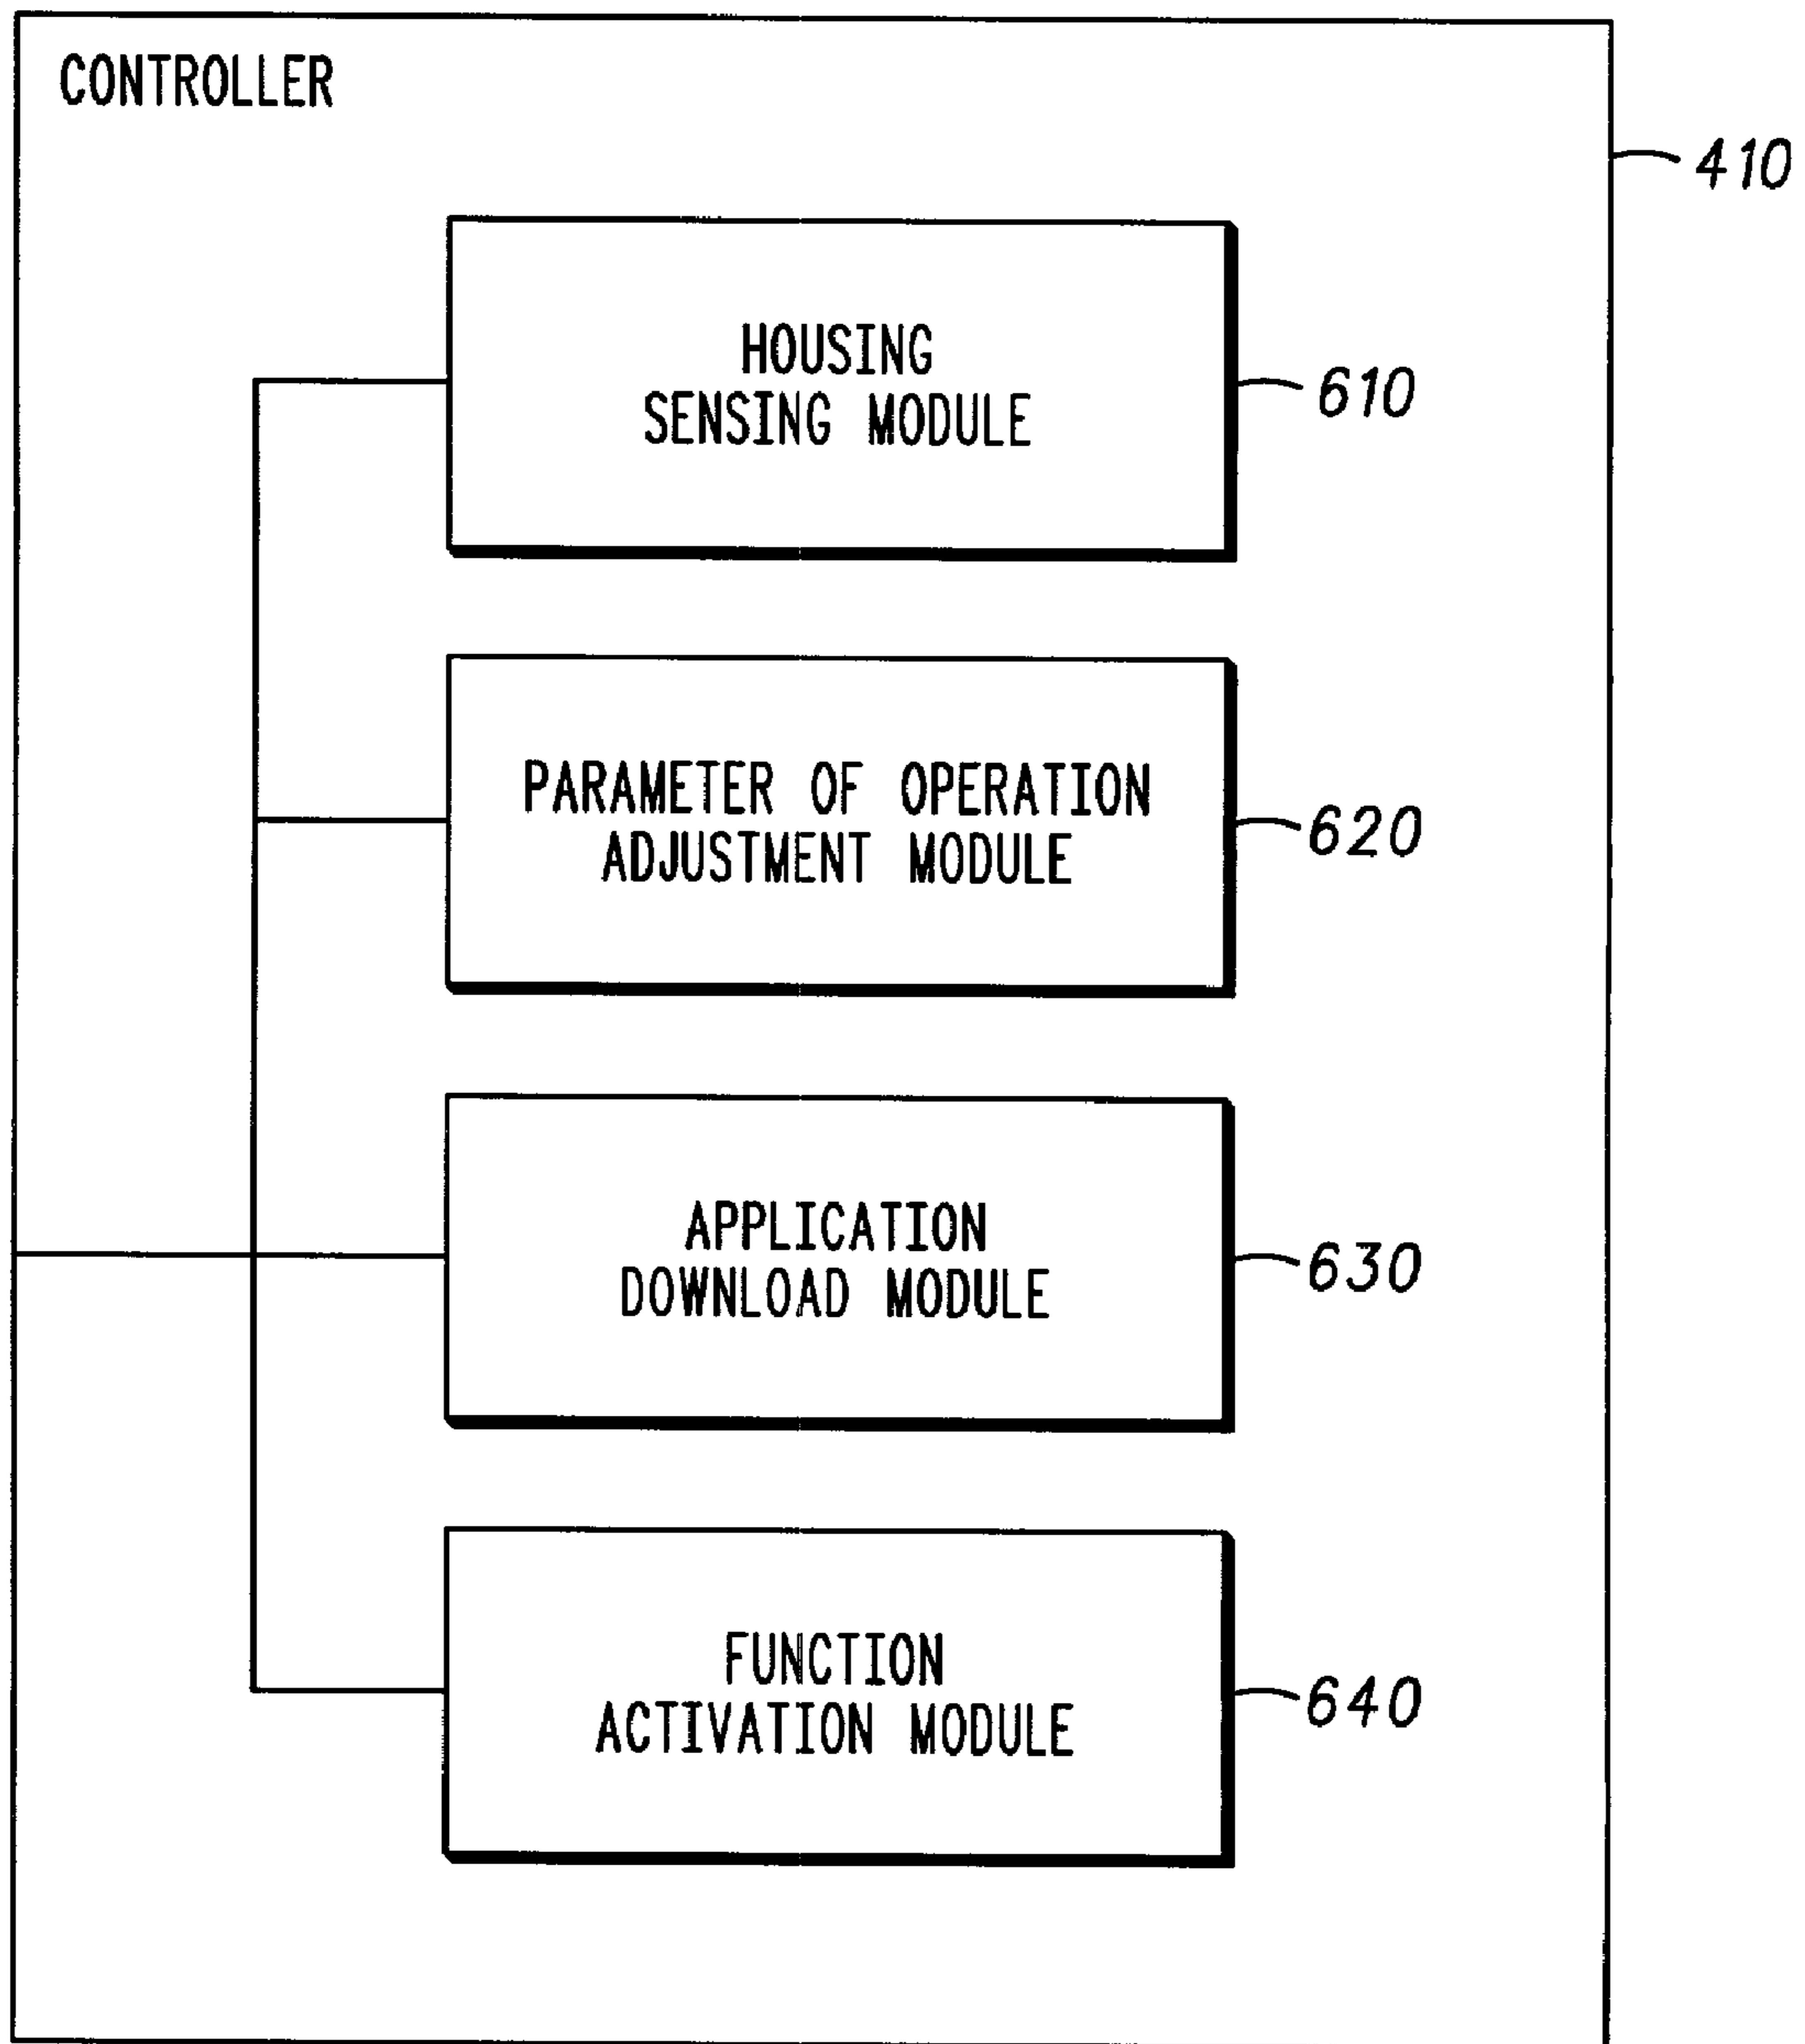 CONTROLLER
410
HOUSING
SENSING MODULE
610
PARAMETER OF OPERATION
ADJUSTMENT MODULE
620
APPLICATION
DOWNLOAD MODULE
630
FUNCTION
ACTIVATION MODULE
640